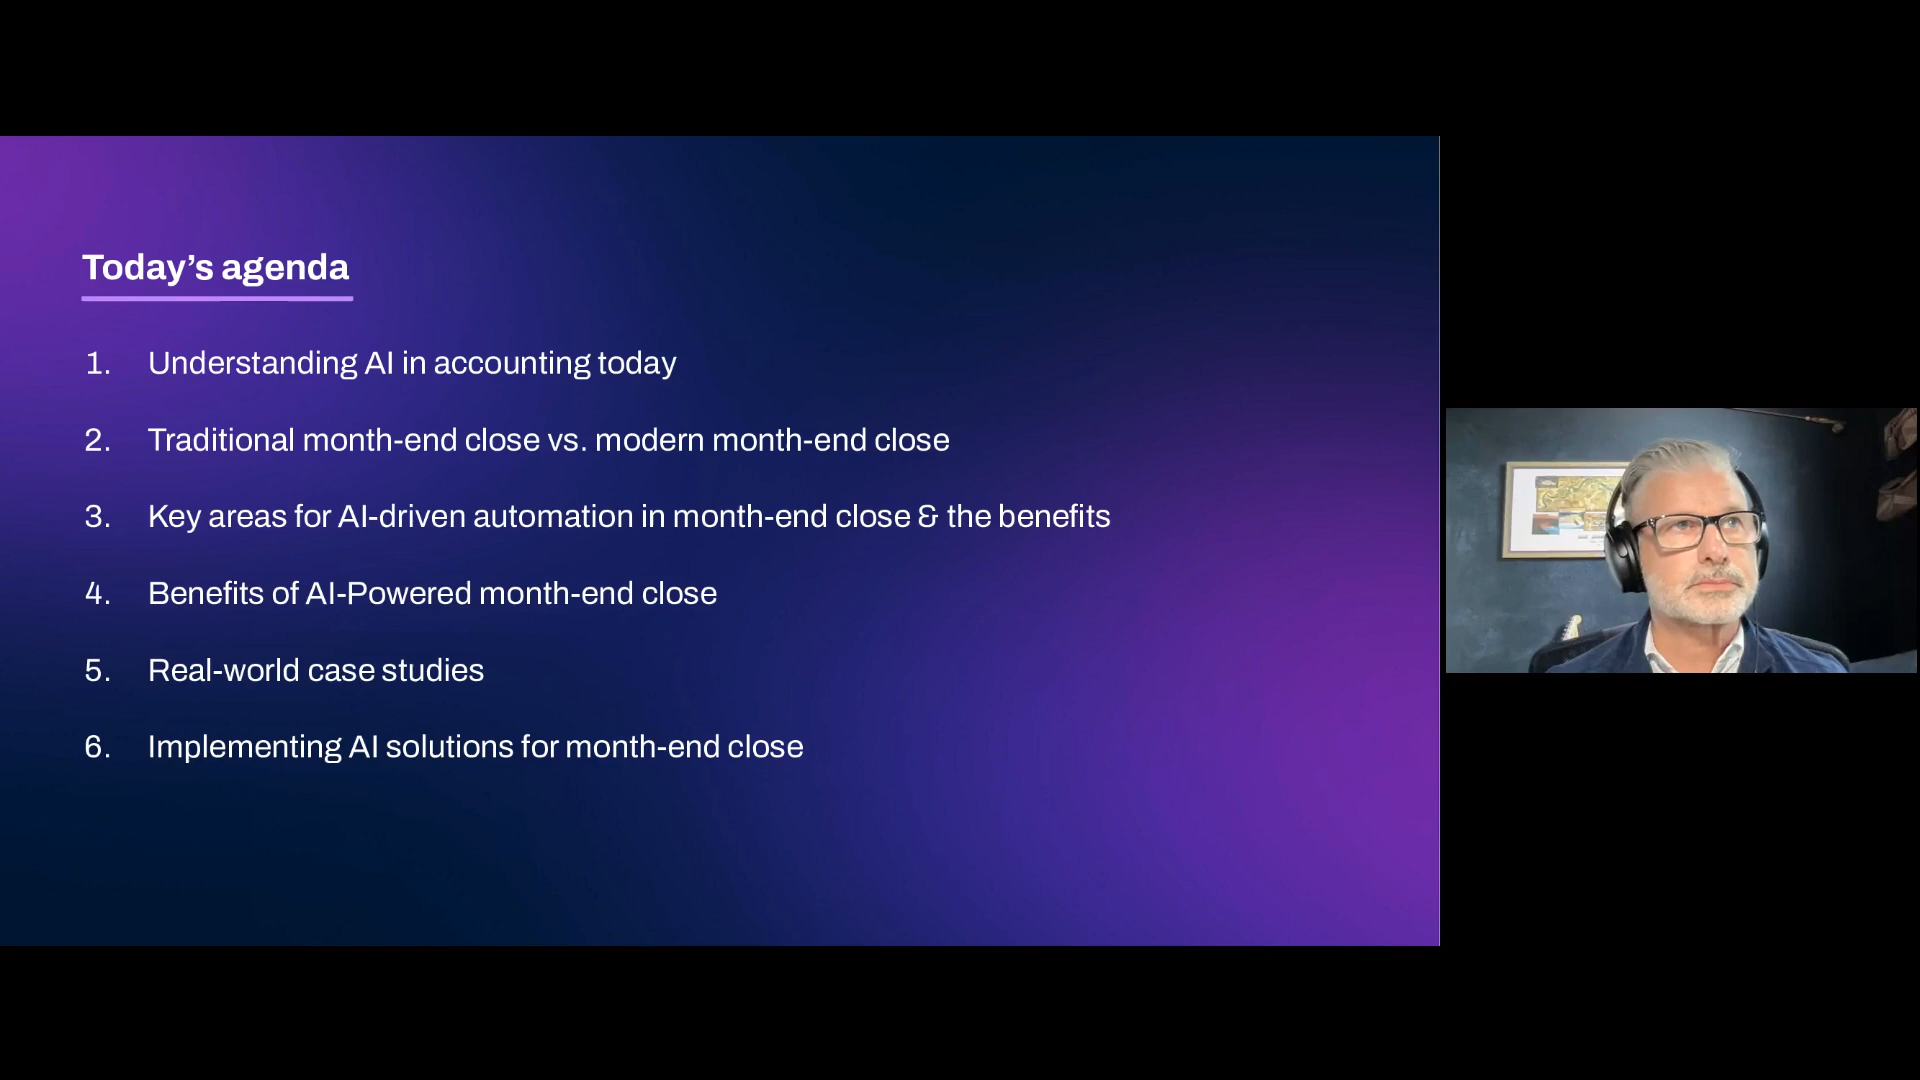 Today’s agenda
1. Understanding AI in accounting today
2. Traditional month-end close vs. modern month-end close
3. Key areas for AI-driven automation in month-end close & the benefits
4. Benefits of AI-Powered month-end close
5. Real-world case studies
6. Implementing AI solutions for month-end close